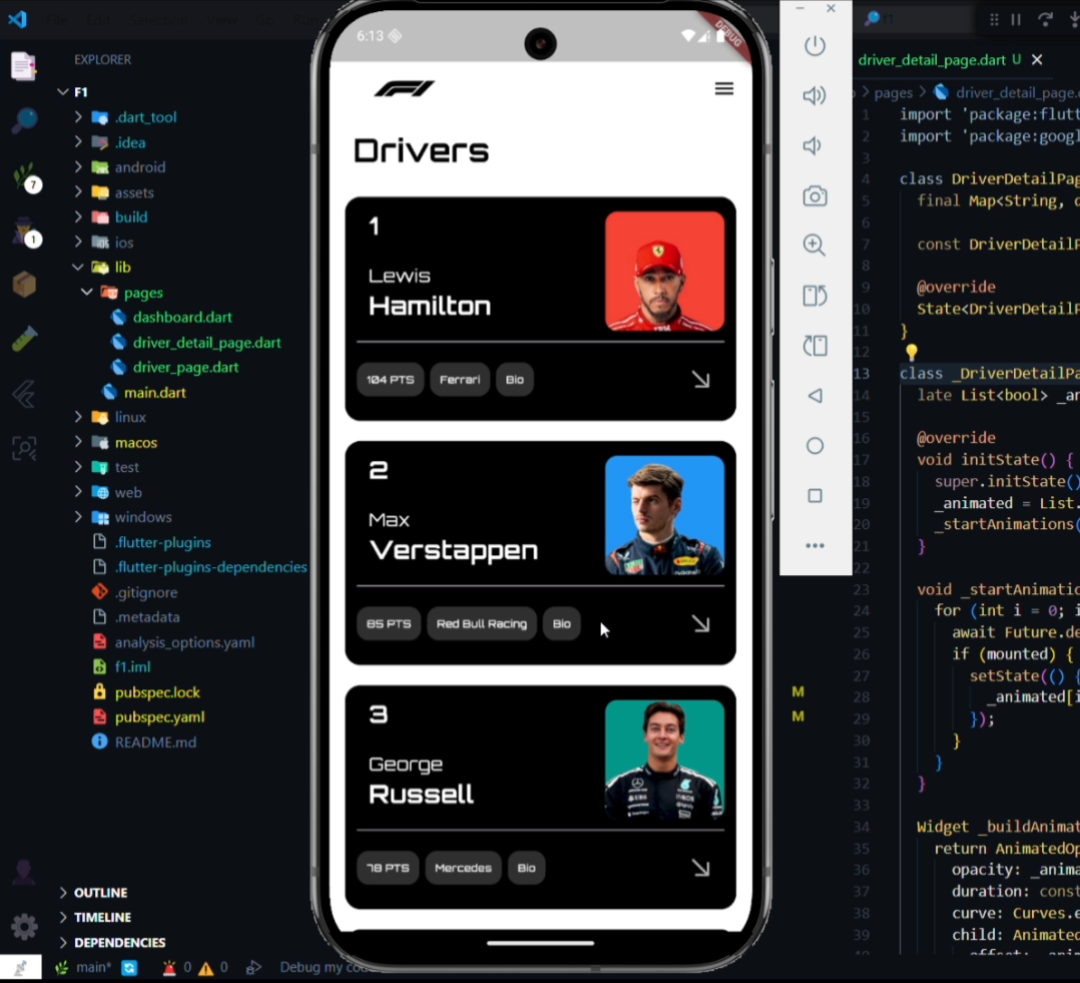 File Edit Selection View Go Run
EXPLORER
F1
.dart_tool
.idea
android
assets
build
ios
lib
pages
dashboard.dart
driver_detail_page.dart
driver_page.dart
main.dart
linux
macos
test
web
windows
.flutter-plugins
.flutter-plugins-dependencies
.gitignore
.metadata
analysis_options.yaml
f1.iml
pubspec.lock
M
pubspec.yaml
M
README.md
OUTLINE
TIMELINE
DEPENDENCIES
7
1
main*
0
0
Debug my co
6:13
DEBUG
Drivers
1
Lewis
Hamilton
104 PTS
Ferrari
Bio
2
Max
Verstappen
85 PTS
Red Bull Racing
Bio
3
George
Russell
78 PTS
Mercedes
Bio
f1
driver_detail_page.dart U
pages > driver_detail_page.
1 import 'package:flutt
2 import 'package:googl
3
4 class DriverDetailPag
5 final Map<String, d
6
7 const DriverDetailP
8
9 @override
10 State<DriverDetailP
11 }
12
13 class _DriverDetailPa
14 late List<bool> _an
15
16 @override
17 void initState() {
18 super.initState()
19 _animated = List.
20 _startAnimations(
21 }
22
23 void _startAnimatio
24 for (int i = 0; i
25 await Future.de
26 if (mounted) {
27 setState(() {
28 _animated[i
29 });
30 }
31 }
32 }
33
34 Widget _buildAnimat
35 return AnimatedOp
36 opacity: _anima
37 duration: const
38 curve: Curves.e
39 child: Animated